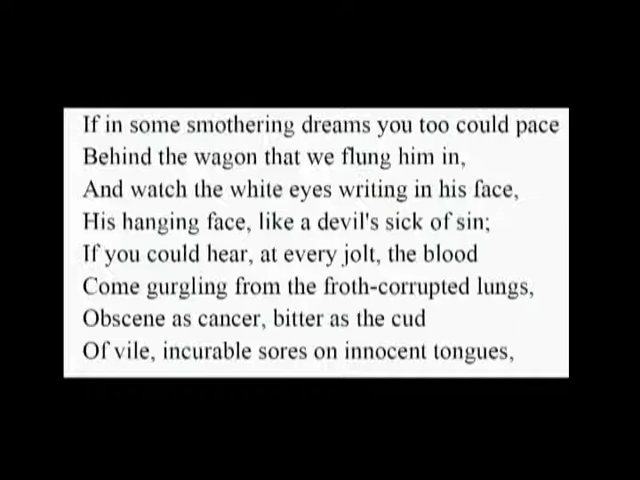 If in some smothering dreams you too could pace
Behind the wagon that we flung him in,
And watch the white eyes writing in his face,
His hanging face, like a devil's sick of sin;
If you could hear, at every jolt, the blood
Come gurgling from the froth-corrupted lungs,
Obscene as cancer, bitter as the cud
Of vile, incurable sores on innocent tongues,